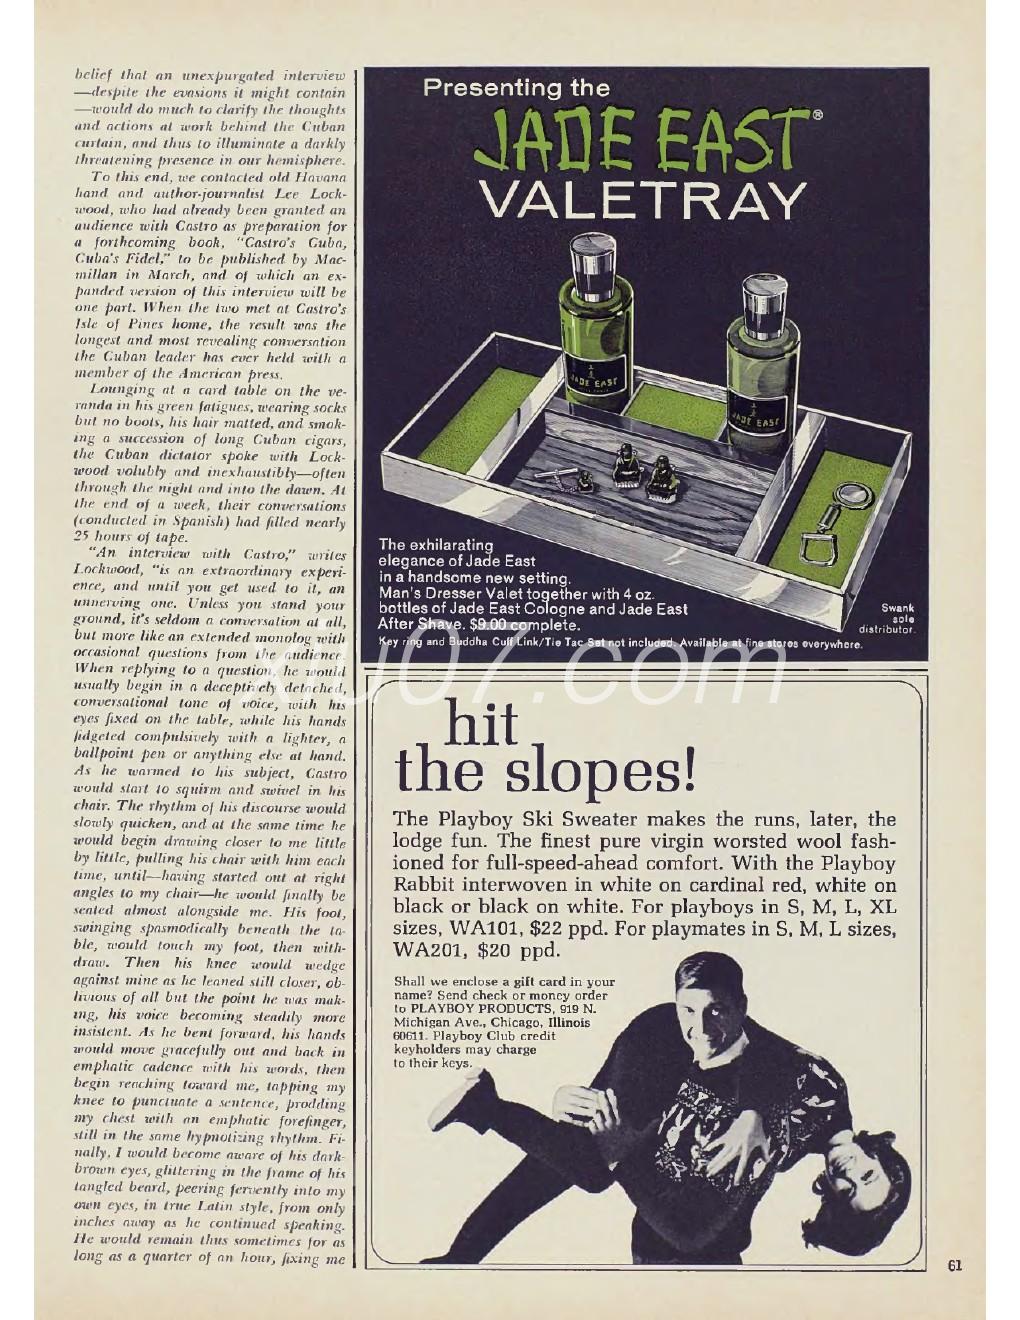 belief that an unexpurgated interview
—despite the evasions it might contain
—would do much to clarify the thoughts
and actions at work behind the Cuban
curtain, and thus to illuminate a darkly
threatening presence in our hemisphere.
To this end, we contacted old Havana
hand and author-journalist Lee Lock-
wood, who had already been granted an
audience with Castro as preparation for
a forthcoming book, "Castro's Cuba,
Cuba's Fidel," to be published by Mac-
millan in March, and of which an ex-
panded version of this interview will be
one part. When the two met at Castro's
Isle of Pines home, the result was the
longest and most revealing conversation
the Cuban leader has ever held with a
member of the American press.
Lounging at a card table on the ve-
randa in his green fatigues, wearing socks
but no boots, his hair matted, and smok-
ing a succession of long Cuban cigars,
the Cuban dictator spoke with Lock-
wood volubly and inexhaustibly—often
through the night and into the dawn. At
the end of a week, their conversations
(conducted in Spanish) had filled nearly
25 hours of tape.
"An interview with Castro," writes
Lockwood, "is an extraordinary experi-
ence, and until you get used to it, an
unnerving one. Unless you stand your
ground, it's seldom a conversation at all,
but more like an extended monolog with
occasional questions from the audience.
When replying to a question, he would
usually begin in a deceptively detached,
conversational tone of voice, with his
eyes fixed on the table, while his hands
fidgeted compulsively with a lighter, a
ballpoint pen or anything else at hand.
As he warmed to his subject, Castro
would start to squirm and swivel in his
chair. The rhythm of his discourse would
slowly quicken, and at the same time he
would begin drawing closer to me little
by little, pulling his chair with him each
time, until—having started out at right
angles to my chair—he would finally be
seated almost alongside me. His foot,
swinging spasmodically beneath the ta-
ble, would touch my foot, then with-
draw. Then his knee would wedge
against mine as he leaned still closer, ob-
livious of all but the point he was mak-
ing, his voice becoming steadily more
insistent. As he bent forward, his hands
would move gracefully out and back in
emphatic cadence with his words, then
begin reaching toward me, tapping my
knee to punctuate a sentence, prodding
my chest with an emphatic forefinger,
still in the same hypnotizing rhythm. Fi-
nally, I would become aware of his dark-
brown eyes, glittering in the frame of his
tangled beard, peering fervently into my
own eyes, in true Latin style, from only
inches away as he continued speaking.
He would remain thus sometimes for as
long as a quarter of an hour, fixing me
Presenting the
JADE EAST®
VALETRAY
JADE EAST
JADE EAST
The exhilarating
elegance of Jade East
in a handsome new setting.
Man's Dresser Valet together with 4 oz.
bottles of Jade East Cologne and Jade East
After Shave. $9.00 complete.
Key ring and Buddha Cuff Link/Tie Tac Set not included. Available at fine stores everywhere.
Swank
sole
distributor.
xu07.com
hit
the slopes!
The Playboy Ski Sweater makes the runs, later, the
lodge fun. The finest pure virgin worsted wool fash-
ioned for full-speed-ahead comfort. With the Playboy
Rabbit interwoven in white on cardinal red, white on
black or black on white. For playboys in S, M, L, XL
sizes, WA101, $22 ppd. For playmates in S, M, L sizes,
WA201, $20 ppd.
Shall we enclose a gift card in your
name? Send check or money order
to PLAYBOY PRODUCTS, 919 N.
Michigan Ave., Chicago, Illinois
60611. Playboy Club credit
keyholders may charge
to their keys.
61